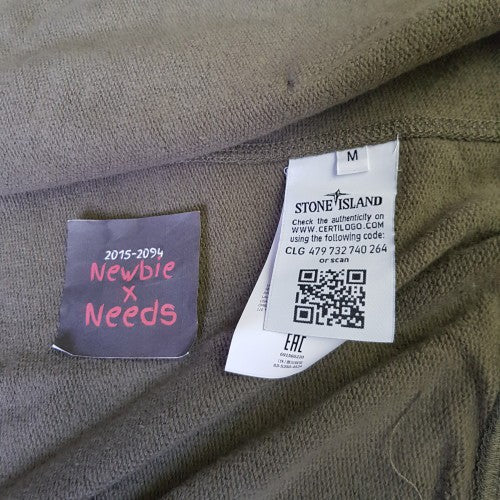 2015-2094
Newbie
x
Needs
M
STONE ISLAND
Check the authenticity on
WWW.CERTILOGO.COM
using the following code:
CLG 479 732 740 264
or scan
EAC